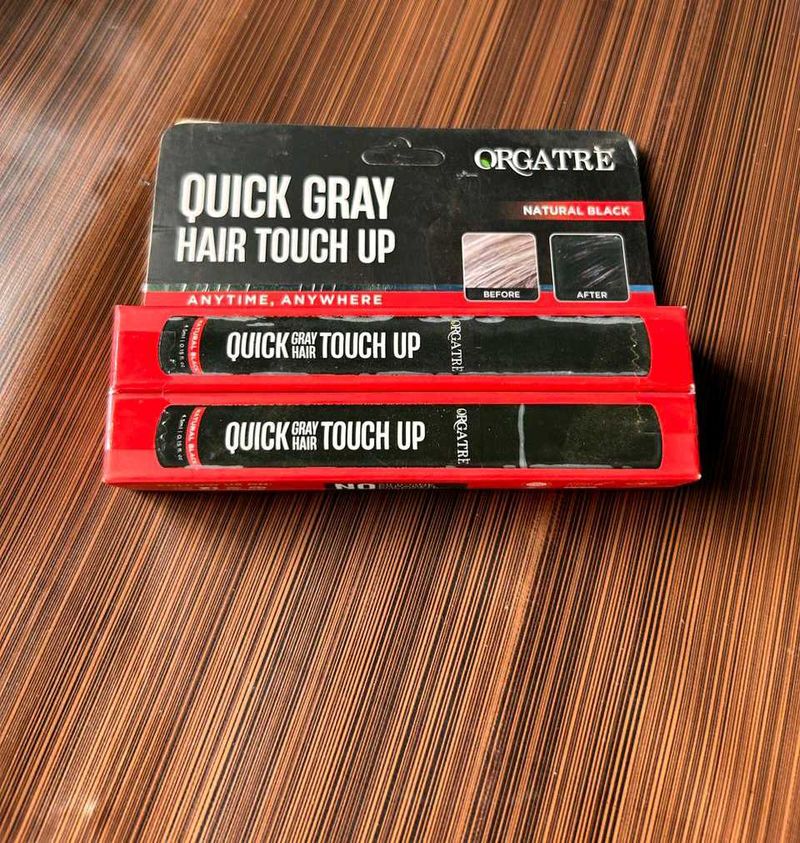 ORGATRE
QUICK GRAY
HAIR TOUCH UP
NATURAL BLACK
BEFORE
AFTER
ANYTIME, ANYWHERE
NATURAL BLACK
QUICK GRAY HAIR TOUCH UP
ORGATRE
NATURAL BLACK
QUICK GRAY HAIR TOUCH UP
ORGATRE
NO